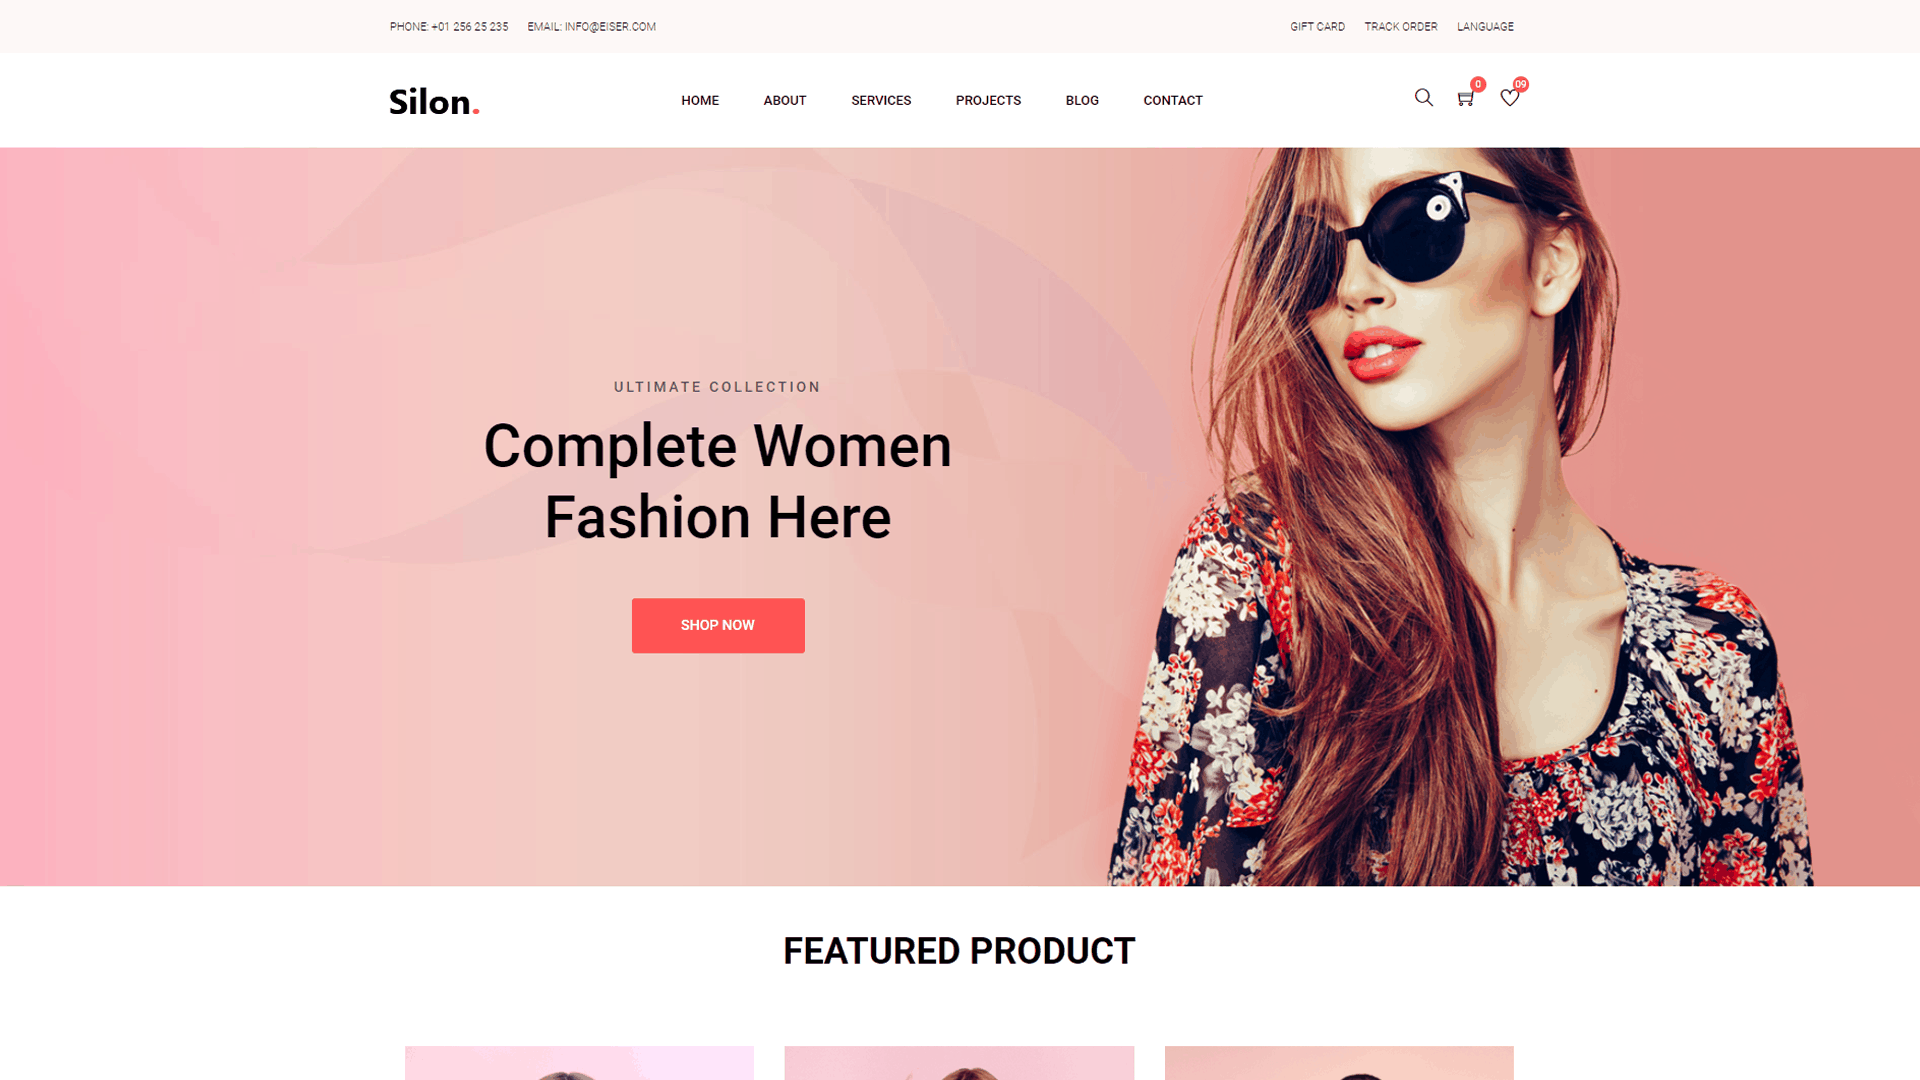 PHONE: +01 256 25 235 EMAIL: INFO@EISER.COM GIFT CARD TRACK ORDER LANGUAGE
Silon. HOME ABOUT SERVICES PROJECTS BLOG CONTACT 0 09
ULTIMATE COLLECTION
Complete Women
Fashion Here
SHOP NOW
FEATURED PRODUCT